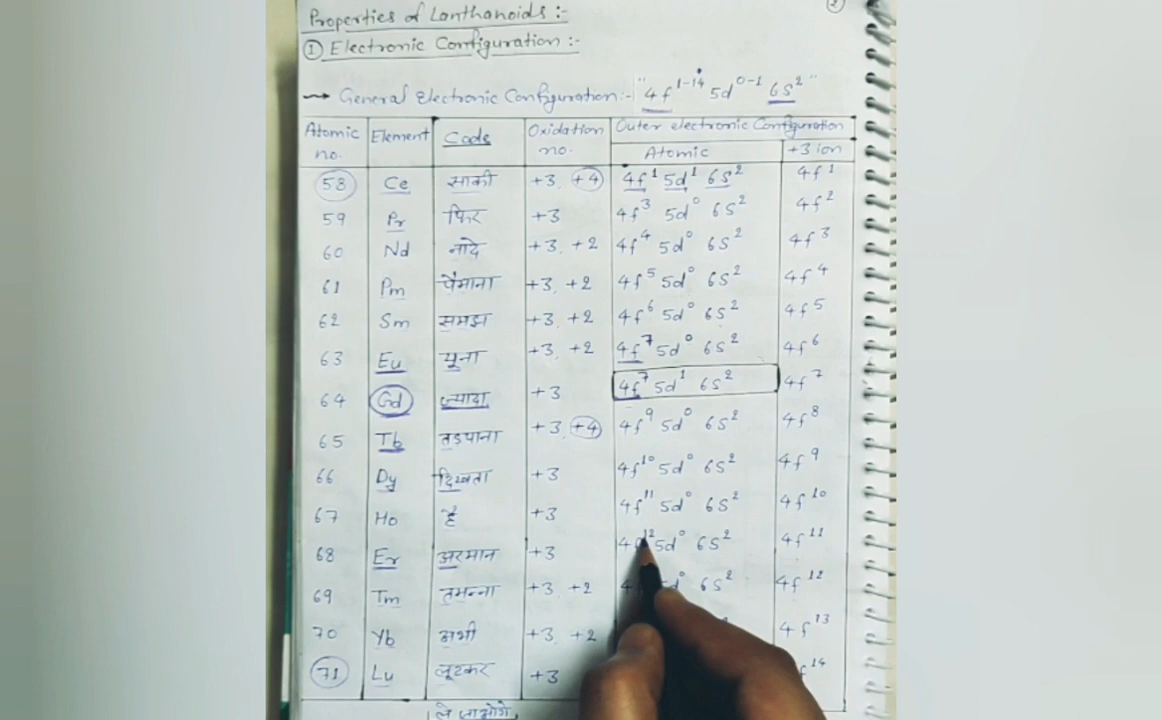 Properties of Lanthanoids :-
2
① Electronic Configuration :-
→ General Electronic Configuration :- "4f¹⁻¹⁴ 5d⁰⁻¹ 6s²"
Atomic no. Element Code Oxidation no. Outer electronic Configuration
Atomic +3 ion
58 Ce साकी +3, +4 4f¹ 5d¹ 6s² 4f¹
59 Pr फिर +3 4f³ 5d⁰ 6s² 4f²
60 Nd नादे +3, +2 4f⁴ 5d⁰ 6s² 4f³
61 Pm पैमाना +3, +2 4f⁵ 5d⁰ 6s² 4f⁴
62 Sm समझ +3, +2 4f⁶ 5d⁰ 6s² 4f⁵
63 Eu यूना +3, +2 4f⁷ 5d⁰ 6s² 4f⁶
64 Gd ज्यादा +3 4f⁷ 5d¹ 6s² 4f⁷
65 Tb तडपाना +3, +4 4f⁹ 5d⁰ 6s² 4f⁸
66 Dy दिखता +3 4f¹⁰ 5d⁰ 6s² 4f⁹
67 Ho है +3 4f¹¹ 5d⁰ 6s² 4f¹⁰
68 Er अरमान +3 4f¹² 5d⁰ 6s² 4f¹¹
69 Tm तमन्ना +3, +2 6s² 4f¹²
70 Yb अभी +3, +2 4f¹³
71 Lu लूटकर +3
ले जाओगे